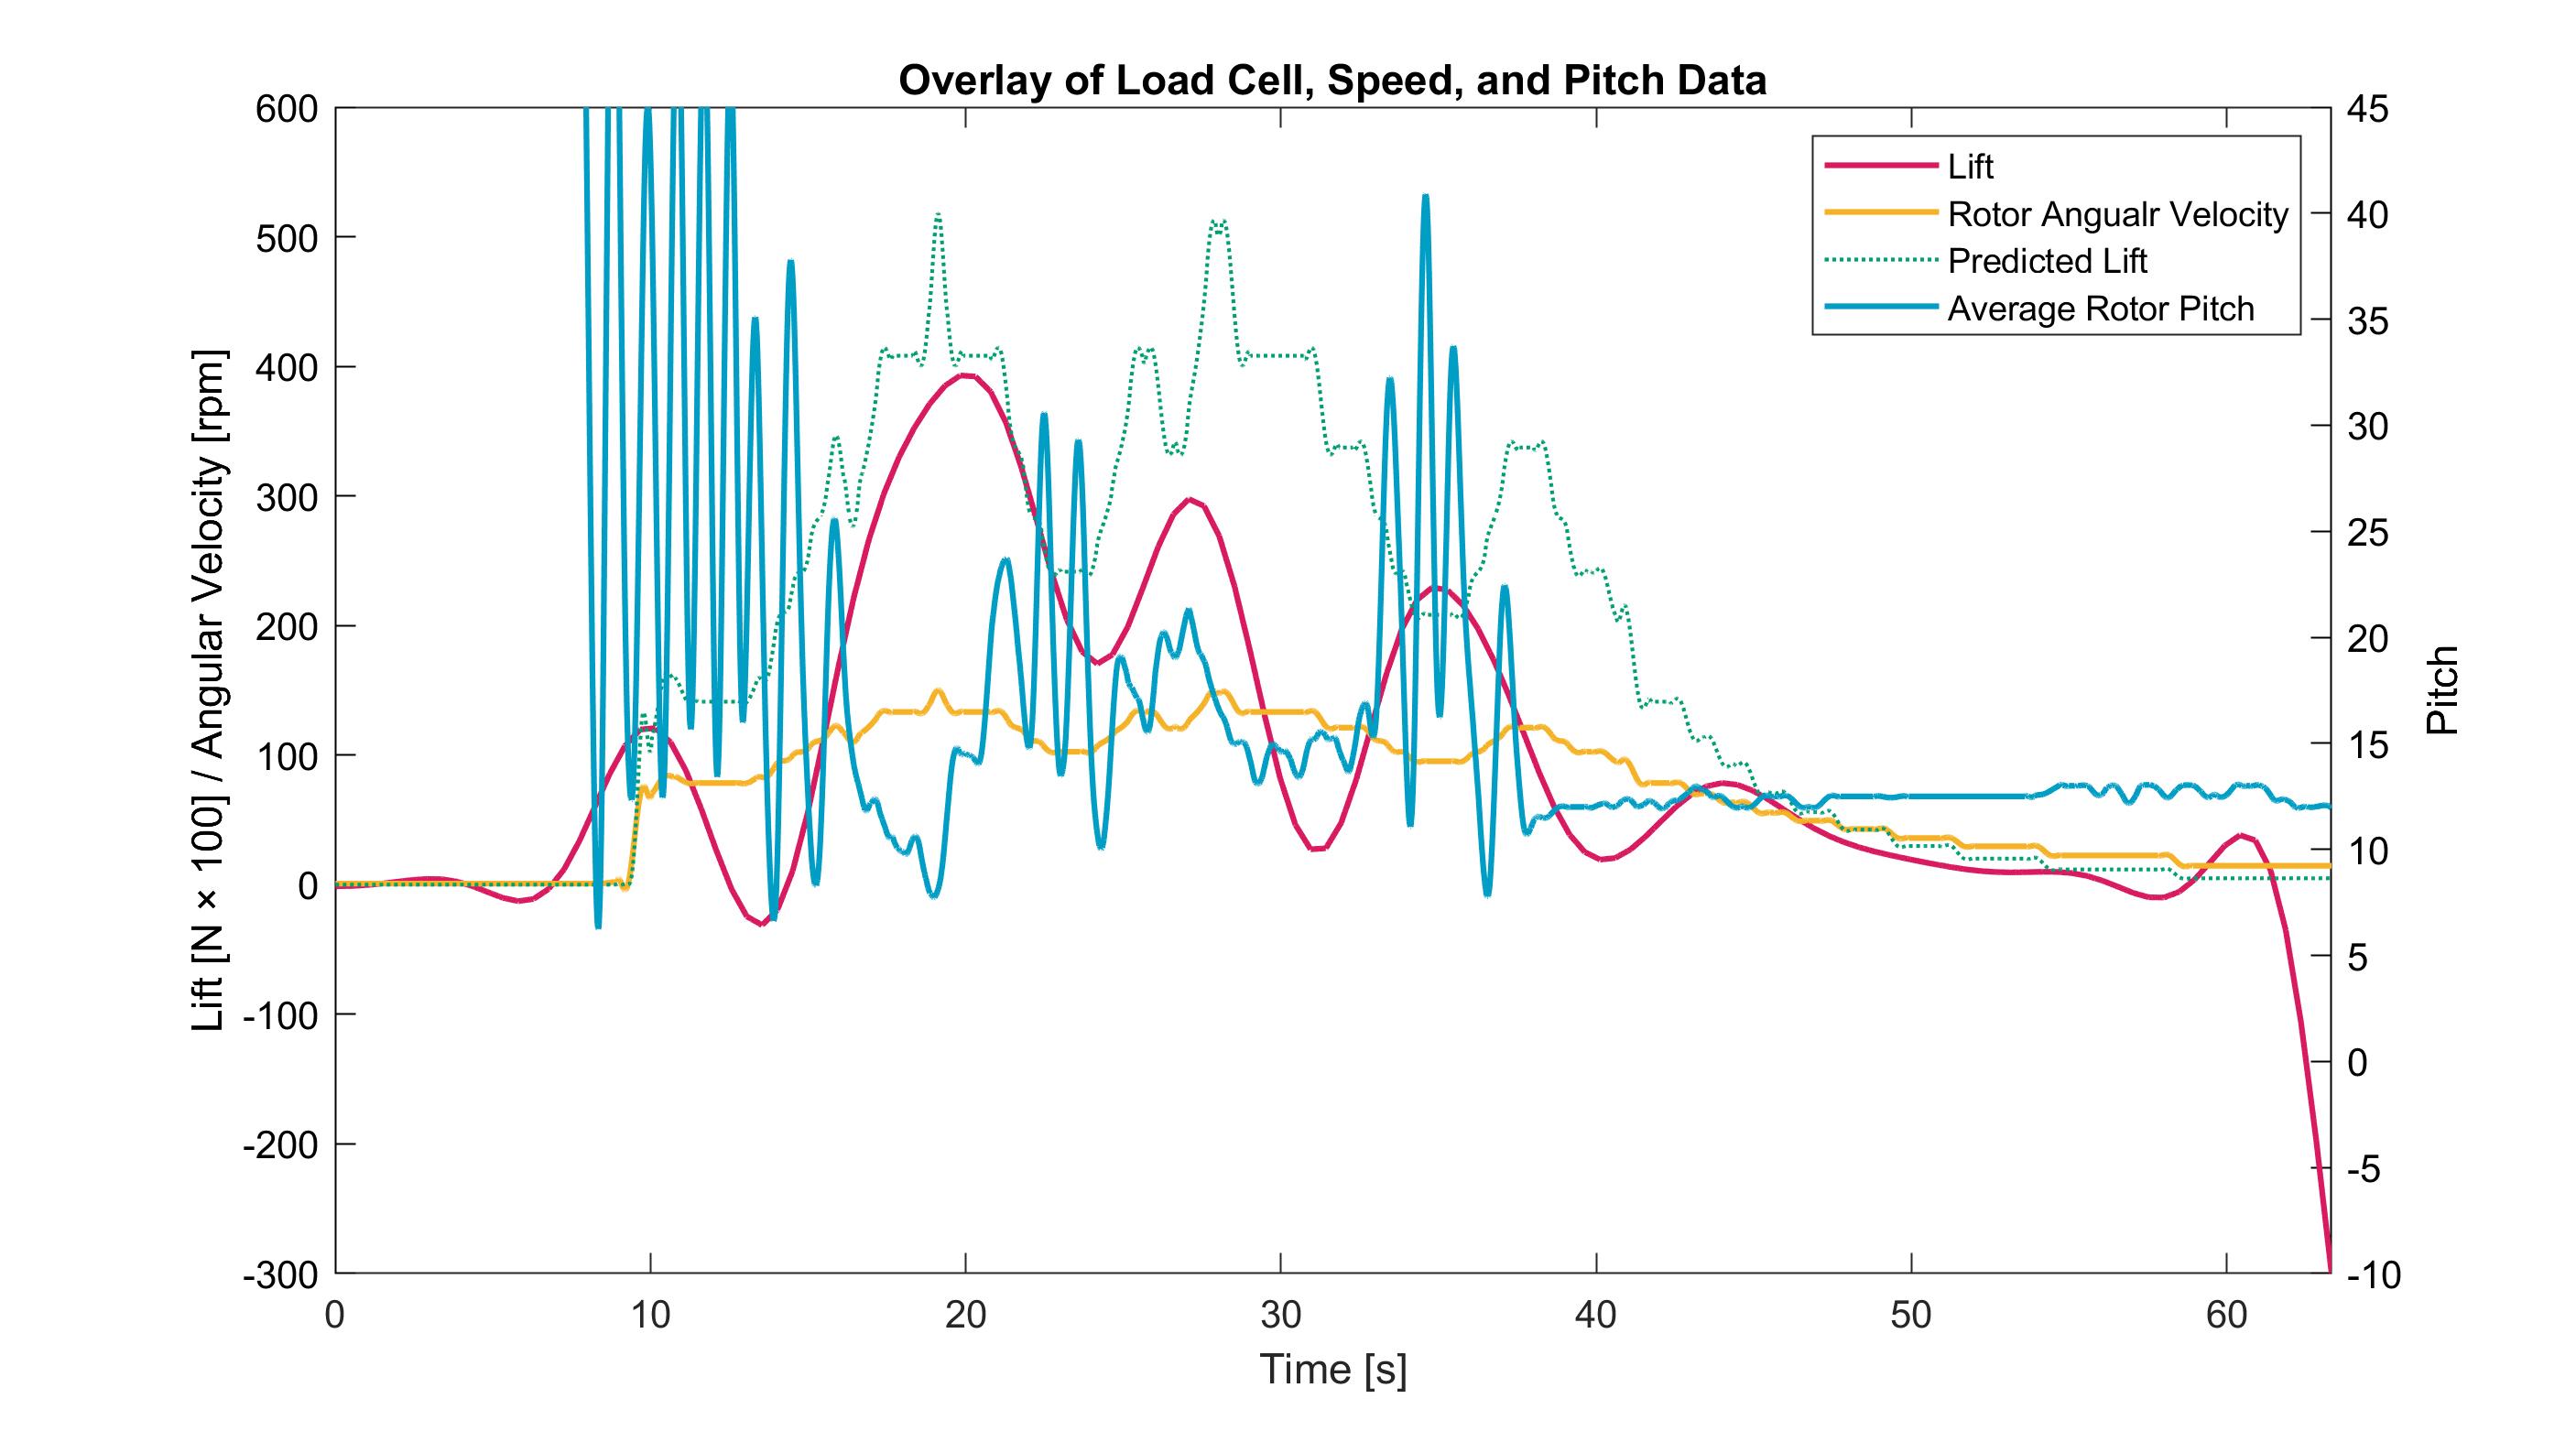 Overlay of Load Cell, Speed, and Pitch Data
600
500
400
300
200
100
0
-100
-200
-300
Lift [N × 100] / Angular Velocity [rpm]
45
40
35
30
25
20
15
10
5
0
-5
-10
Pitch
Lift
Rotor Angualr Velocity
Predicted Lift
Average Rotor Pitch
0 10 20 30 40 50 60
Time [s]